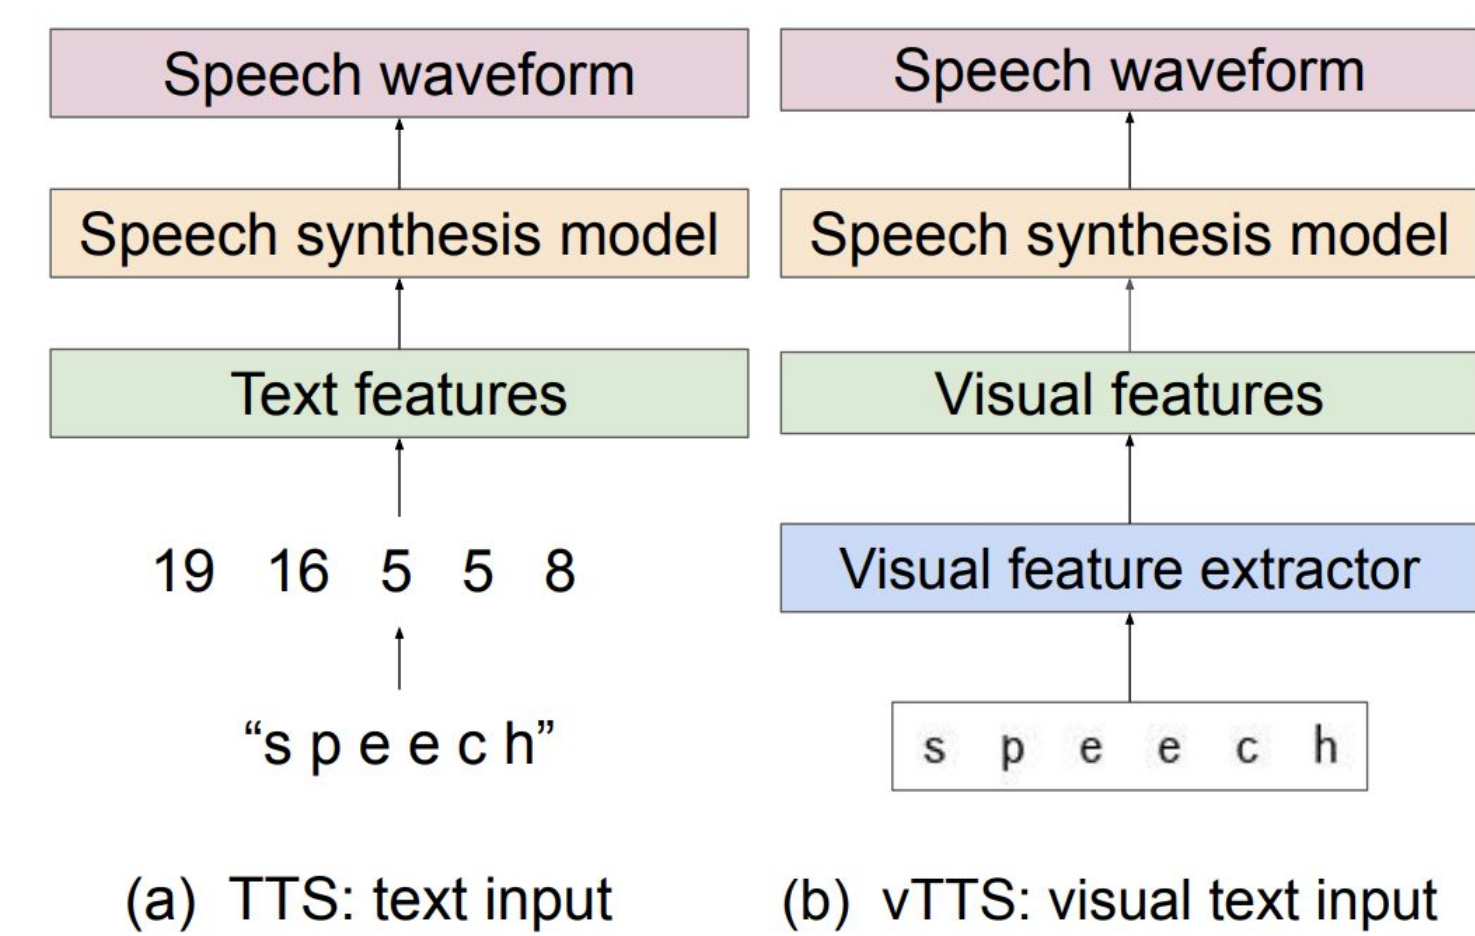 Speech waveform
Speech synthesis model
Text features
19 16 5 5 8
“s p e e c h”
(a) TTS: text input
Speech waveform
Speech synthesis model
Visual features
Visual feature extractor
s p e e c h
(b) vTTS: visual text input